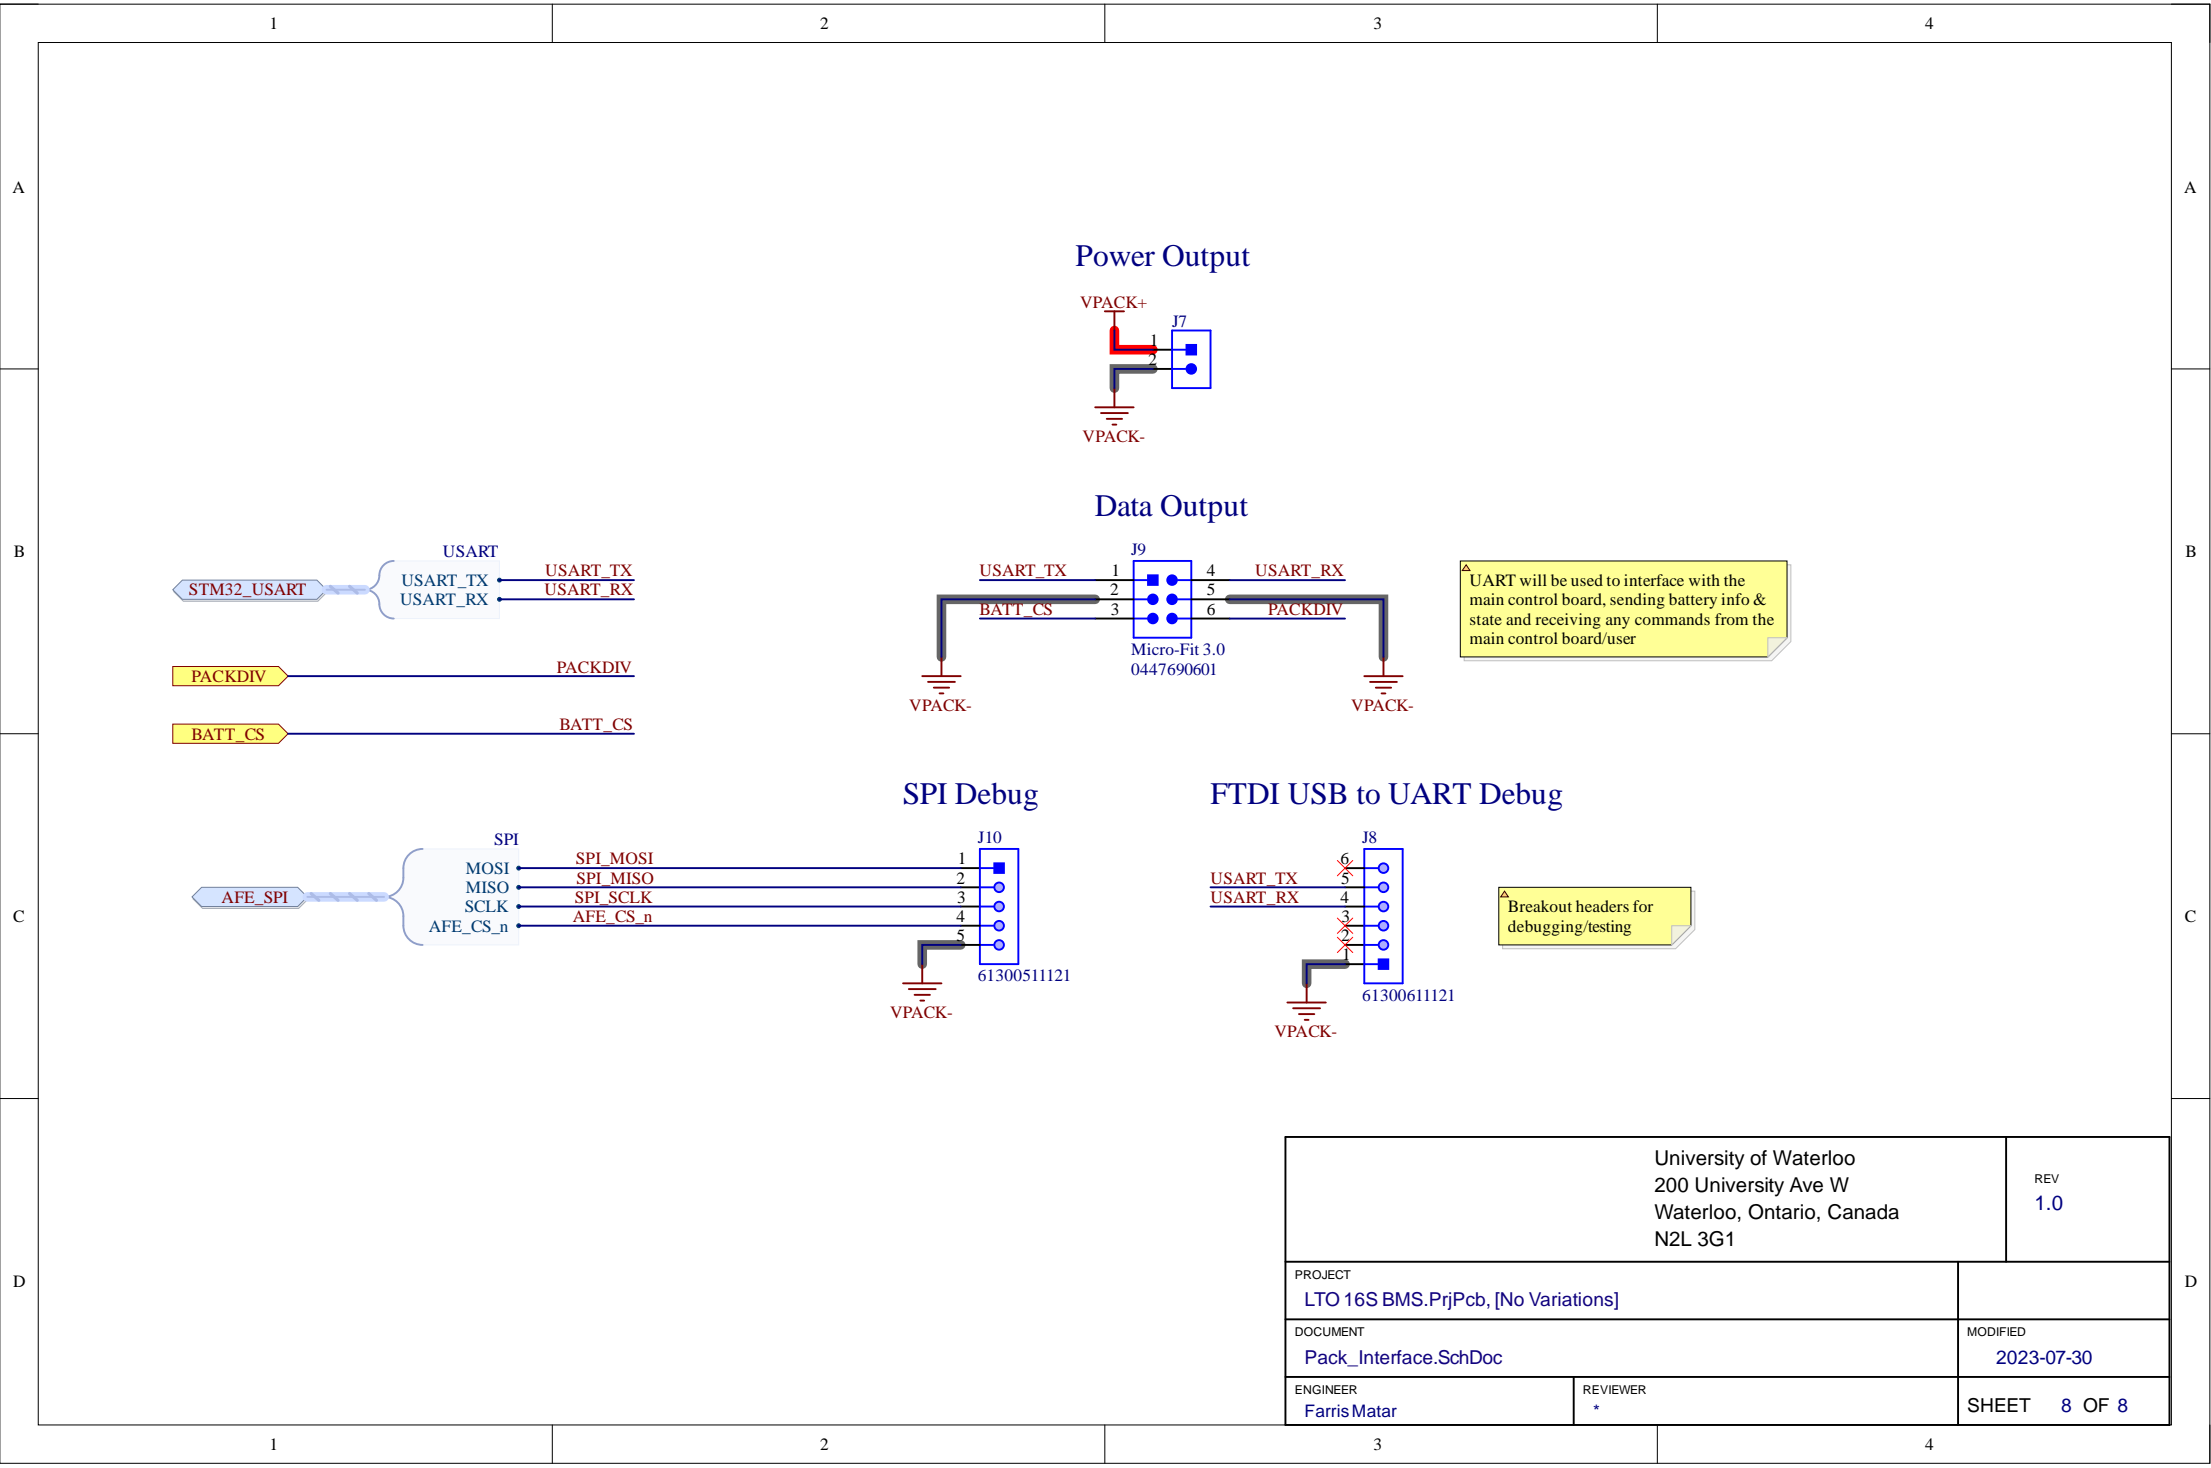 1 2 3 4
A A
Power Output
VPACK+
J7
1
2
VPACK-
Data Output
B B
USART
STM32_USART
USART_TX USART_TX
USART_RX USART_RX
J9
USART_TX 1 4 USART_RX
2 5
BATT_CS 3 6 PACKDIV
Micro-Fit 3.0
0447690601
VPACK- VPACK-
UART will be used to interface with the
main control board, sending battery info &
state and receiving any commands from the
main control board/user
PACKDIV PACKDIV
BATT_CS BATT_CS
SPI Debug
FTDI USB to UART Debug
C C
SPI
AFE_SPI
MOSI SPI_MOSI
MISO SPI_MISO
SCLK SPI_SCLK
AFE_CS_n AFE_CS_n
J10
1
2
3
4
5
61300511121
VPACK-
J8
6
USART_TX 5
USART_RX 4
3
2
1
61300611121
VPACK-
Breakout headers for
debugging/testing
D D
University of Waterloo
200 University Ave W
Waterloo, Ontario, Canada
N2L 3G1
REV
1.0
PROJECT
LTO 16S BMS.PrjPcb, [No Variations]
DOCUMENT
Pack_Interface.SchDoc
MODIFIED
2023-07-30
ENGINEER
Farris Matar
REVIEWER
*
SHEET 8 OF 8
1 2 3 4